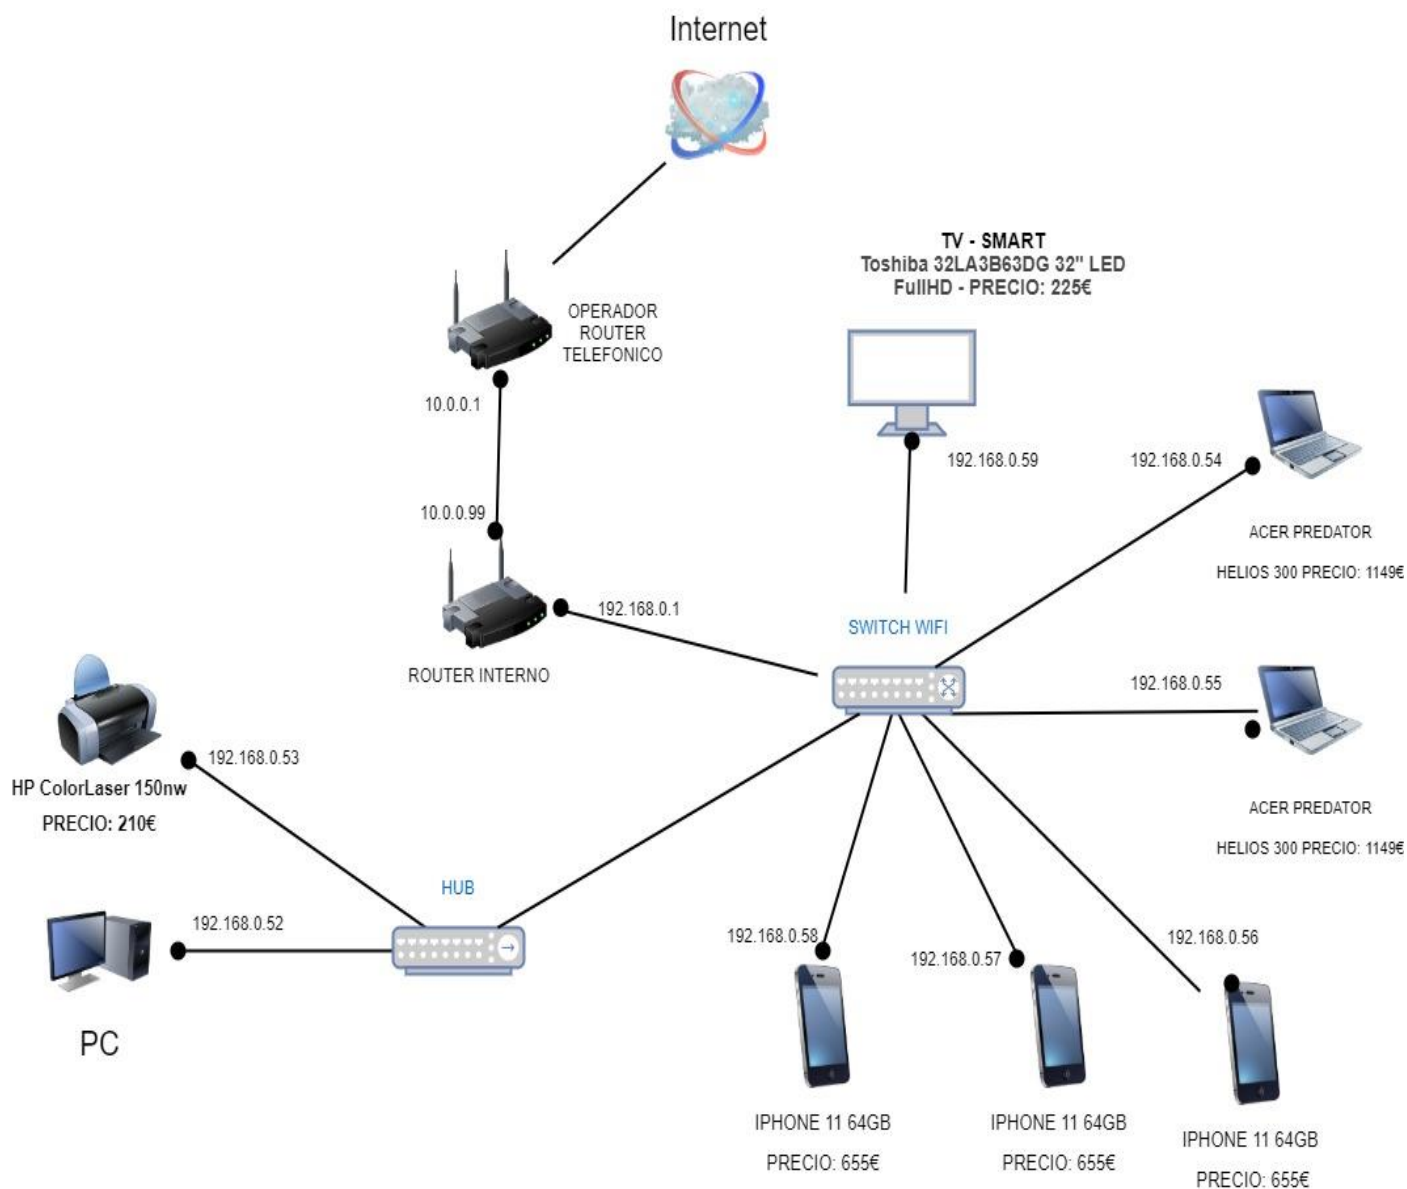 Internet
TV - SMART
Toshiba 32LA3B63DG 32" LED
FullHD - PRECIO: 225€
OPERADOR
ROUTER
TELEFONICO
10.0.0.1
192.168.0.59
192.168.0.54
10.0.0.99
ACER PREDATOR
HELIOS 300 PRECIO: 1149€
192.168.0.1
SWITCH WIFI
ROUTER INTERNO
192.168.0.55
192.168.0.53
HP ColorLaser 150nw
PRECIO: 210€
ACER PREDATOR
HELIOS 300 PRECIO: 1149€
HUB
192.168.0.52
192.168.0.58
192.168.0.57
192.168.0.56
PC
IPHONE 11 64GB
PRECIO: 655€
IPHONE 11 64GB
PRECIO: 655€
IPHONE 11 64GB
PRECIO: 655€